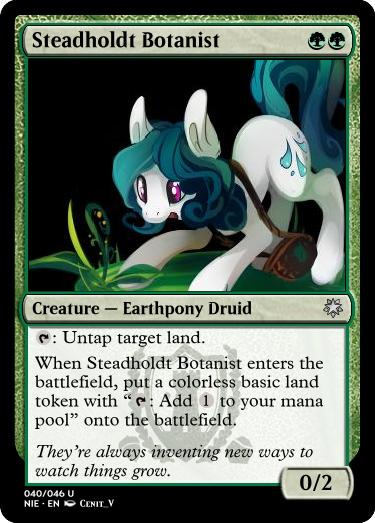 Steadholdt Botanist
Creature — Earthpony Druid
: Untap target land.
When Steadholdt Botanist enters the
battlefield, put a colorless basic land
token with “: Add 1 to your mana
pool” onto the battlefield.
They're always inventing new ways to
watch things grow.
0/2
040/046 U
NIE • EN Cenit_V